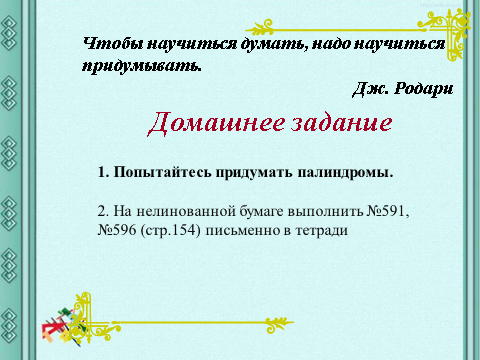 Чтобы научиться думать, надо научиться
придумывать.
Дж. Родари
Домашнее задание
1. Попытайтесь придумать палиндромы.
2. На нелинованной бумаге выполнить №591,
№596 (стр.154) письменно в тетради